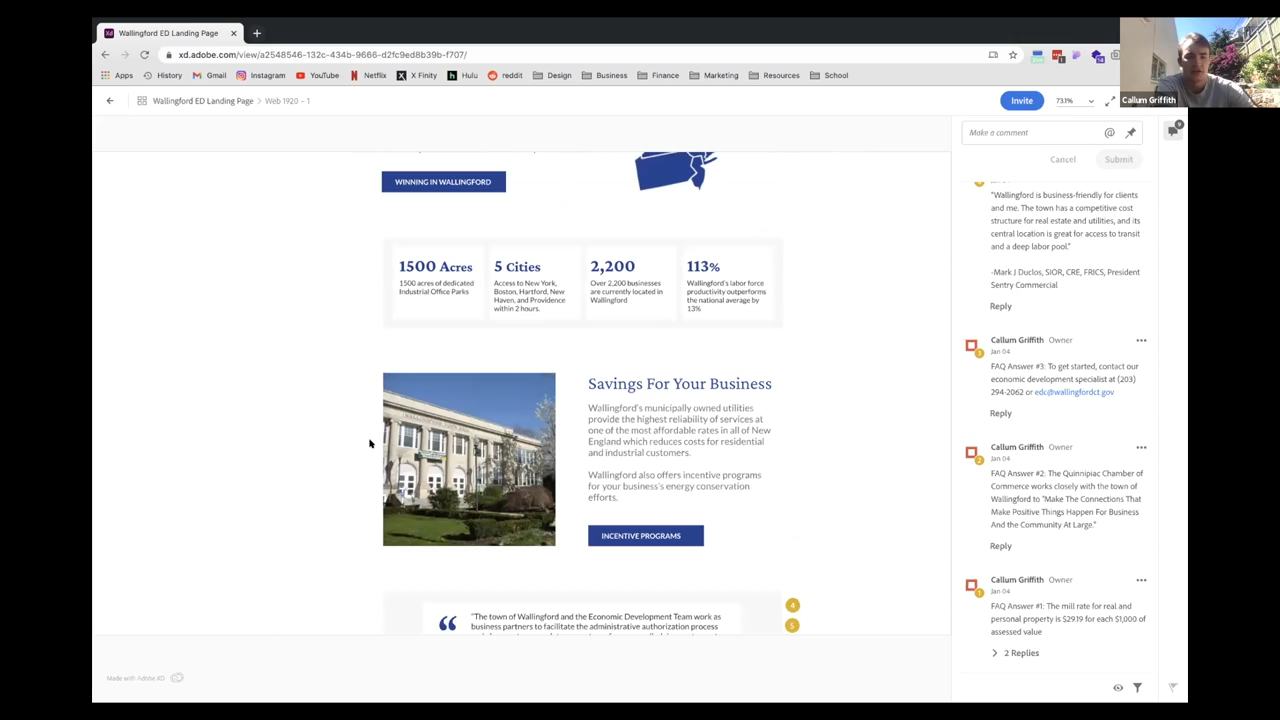 Wallingford ED Landing Page
xd.adobe.com/view/a2548546-132c-434b-9666-d2fc9ed8b39b-f707/
Apps
History
Gmail
Instagram
YouTube
Netflix
X Finity
Hulu
reddit
Design
Business
Finance
Marketing
Resources
School
Callum Griffith
Wallingford ED Landing Page > Web 1920 – 1
Invite
73.1%
WINNING IN WALLINGFORD
1500 Acres
1500 acres of dedicated
Industrial Office Parks
5 Cities
Access to New York,
Boston, Hartford, New
Haven, and Providence
within 2 hours.
2,200
Over 2,200 businesses
are currently located in
Wallingford
113%
Wallingford's labor force
productivity outperforms
the national average by
13%
Savings For Your Business
Wallingford's municipally owned utilities
provide the highest reliability of services at
one of the most affordable rates in all of New
England which reduces costs for residential
and industrial customers.
Wallingford also offers incentive programs
for your business's energy conservation
efforts.
INCENTIVE PROGRAMS
"The town of Wallingford and the Economic Development Team work as
business partners to facilitate the administrative authorization process
4
5
Made with Adobe XD
Make a comment
@
9
Cancel
Submit
"Wallingford is business-friendly for clients
and me. The town has a competitive cost
structure for real estate and utilities, and its
central location is great for access to transit
and a deep labor pool."
-Mark J Duclos, SIOR, CRE, FRICS, President
Sentry Commercial
Reply
Callum Griffith Owner
3
Jan 04
FAQ Answer #3: To get started, contact our
economic development specialist at (203)
294-2062 or edc@wallingfordct.gov
Reply
Callum Griffith Owner
2
Jan 04
FAQ Answer #2: The Quinnipiac Chamber of
Commerce works closely with the town of
Wallingford to "Make The Connections That
Make Positive Things Happen For Business
And the Community At Large."
Reply
Callum Griffith Owner
1
Jan 04
FAQ Answer #1: The mill rate for real and
personal property is $29.19 for each $1,000 of
assessed value
2 Replies